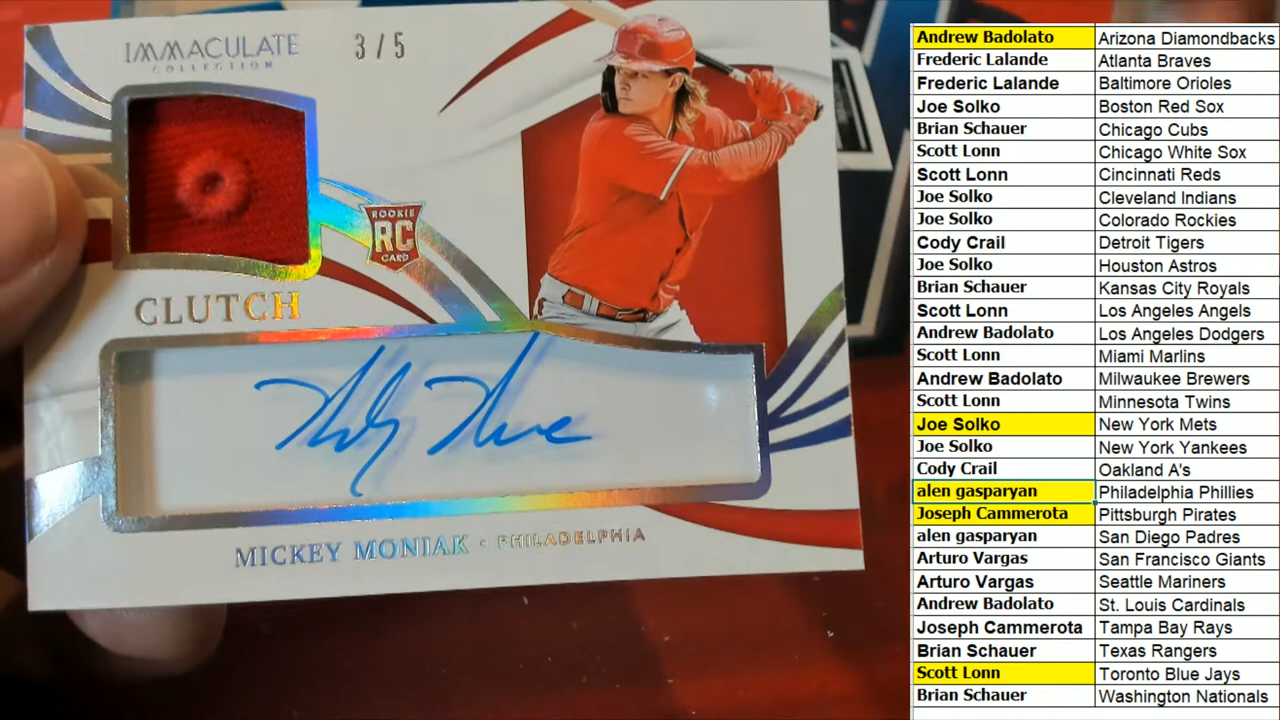 IMMACULATE
COLLECTION
3/5
ROOKIE
RC
CARD
CLUTCH
MICKEY MONIAK · PHILADELPHIA
Andrew Badolato Arizona Diamondbacks
Frederic Lalande Atlanta Braves
Frederic Lalande Baltimore Orioles
Joe Solko Boston Red Sox
Brian Schauer Chicago Cubs
Scott Lonn Chicago White Sox
Scott Lonn Cincinnati Reds
Joe Solko Cleveland Indians
Joe Solko Colorado Rockies
Cody Crail Detroit Tigers
Joe Solko Houston Astros
Brian Schauer Kansas City Royals
Scott Lonn Los Angeles Angels
Andrew Badolato Los Angeles Dodgers
Scott Lonn Miami Marlins
Andrew Badolato Milwaukee Brewers
Scott Lonn Minnesota Twins
Joe Solko New York Mets
Joe Solko New York Yankees
Cody Crail Oakland A's
alen gasparyan Philadelphia Phillies
Joseph Cammerota Pittsburgh Pirates
alen gasparyan San Diego Padres
Arturo Vargas San Francisco Giants
Arturo Vargas Seattle Mariners
Andrew Badolato St. Louis Cardinals
Joseph Cammerota Tampa Bay Rays
Brian Schauer Texas Rangers
Scott Lonn Toronto Blue Jays
Brian Schauer Washington Nationals